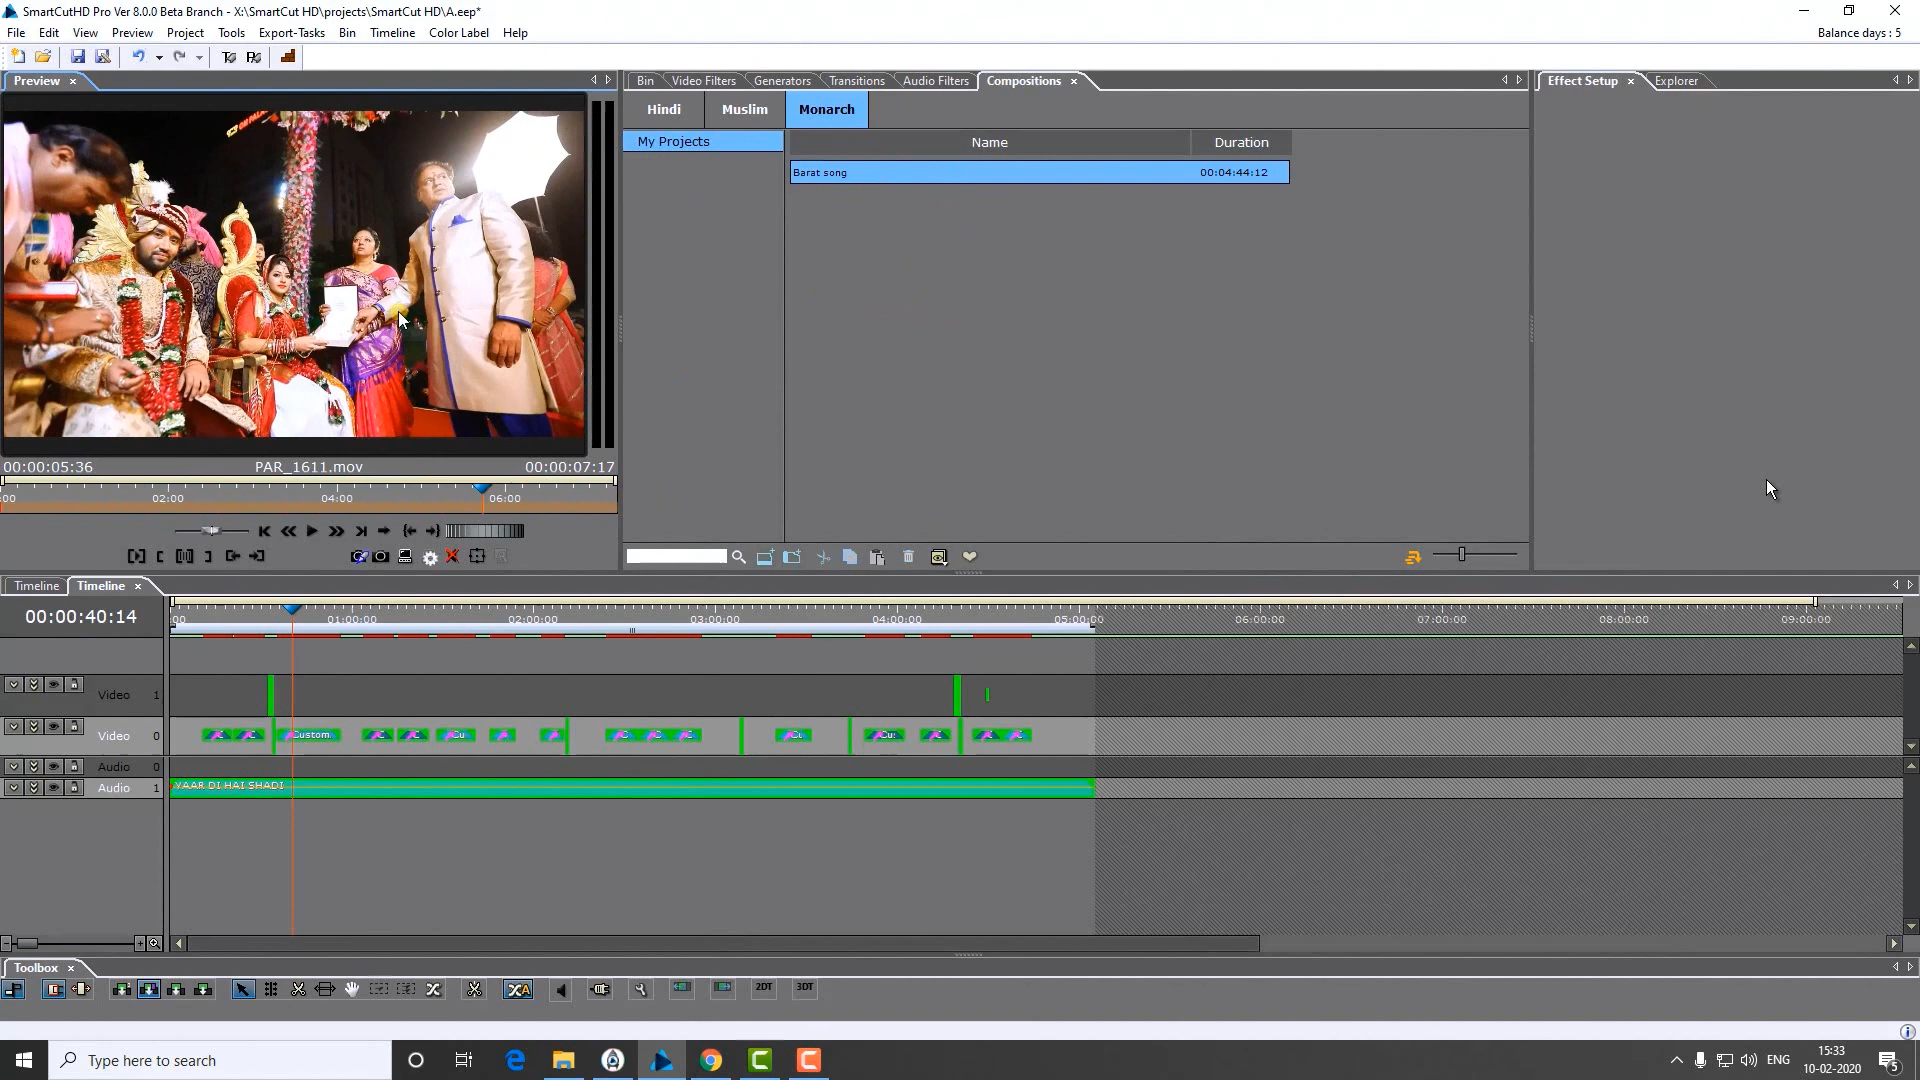 SmartCutHD Pro Ver 8.0.0 Beta Branch - X:\SmartCut HD\projects\SmartCut HD\A.eep*
File Edit View Preview Project Tools Export-Tasks Bin Timeline Color Label Help
Balance days : 5
Preview
Bin Video Filters Generators Transitions Audio Filters Compositions
Effect Setup Explorer
Hindi Muslim Monarch
My Projects
Name Duration
Barat song 00:04:44:12
00:00:05:36 PAR_1611.mov 00:00:07:17
:00 02:00 04:00 06:00
Timeline Timeline
00:00:40:14
:00 01:00:00 02:00:00 03:00:00 04:00:00 05:00:00 06:00:00 07:00:00 08:00:00 09:00:00
Video 1
Video 0
Custom
Audio 0
Audio 1
YAAR DI HAI SHADI
Toolbox
XA 2DT 3DT
Type here to search
ENG
15:33
10-02-2020
5